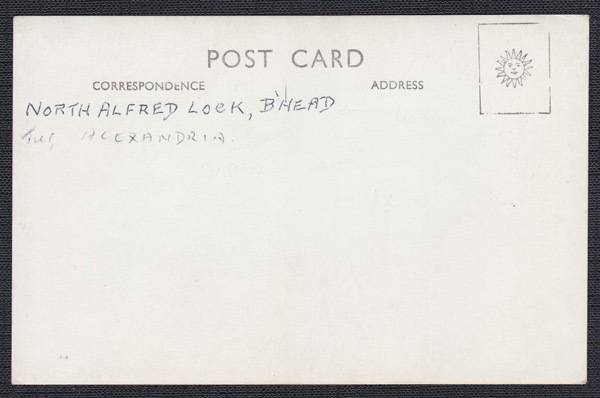 POST CARD
CORRESPONDENCE ADDRESS
NORTH ALFRED LOCK, B'HEAD
Tug ALEXANDRIA.